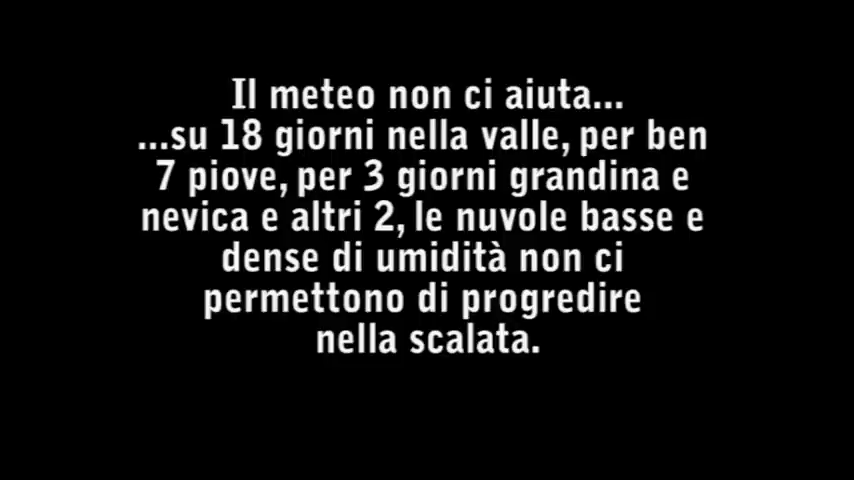 Il meteo non ci aiuta...
...su 18 giorni nella valle, per ben
7 piove, per 3 giorni grandina e
nevica e altri 2, le nuvole basse e
dense di umidità non ci
permettono di progredire
nella scalata.